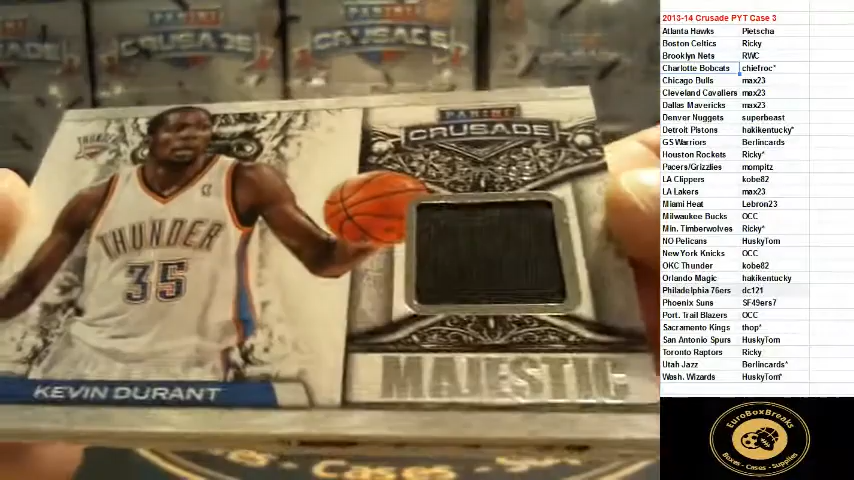 CRUSADE
CRUSADE
THUNDER
PANINI
CRUSADE
THUNDER
35
KEVIN DURANT
MAJESTIC
Cases
2013-14 Crusade PYT Case 3
Atlanta Hawks Pietscha
Boston Celtics Ricky
Brooklyn Nets RWC
Charlotte Bobcats chiefroc*
Chicago Bulls max23
Cleveland Cavaliers max23
Dallas Mavericks max23
Denver Nuggets superbeast
Detroit Pistons hakikentucky*
GS Warriors Berlincards
Houston Rockets Ricky*
Pacers/Grizzlies mompitz
LA Clippers kobe82
LA Lakers max23
Miami Heat Lebron23
Milwaukee Bucks OCC
Min. Timberwolves Ricky*
NO Pelicans HuskyTom
New York Knicks OCC
OKC Thunder kobe82
Orlando Magic hakikentucky
Philadelphia 76ers dc121
Phoenix Suns SF49ers7
Port. Trail Blazers OCC
Sacramento Kings thop*
San Antonio Spurs HuskyTom
Toronto Raptors Ricky
Utah Jazz Berlincards*
Wash. Wizards HuskyTom*
EuroBoxBreaks
Boxes - Cases - Supplies